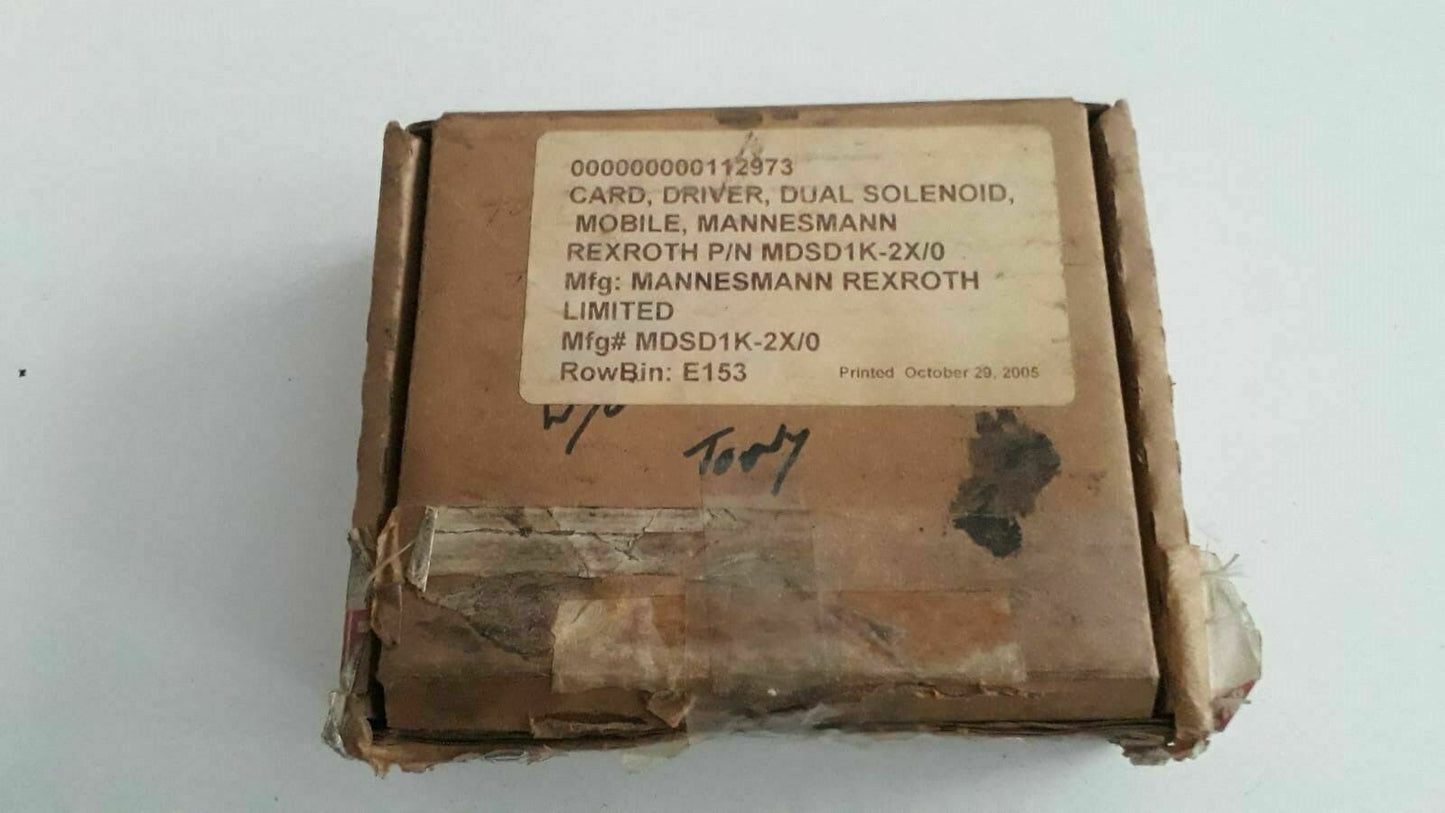 000000000112973
CARD, DRIVER, DUAL SOLENOID,
MOBILE, MANNESMANN
REXROTH P/N MDSD1K-2X/0
Mfg: MANNESMANN REXROTH
LIMITED
Mfg# MDSD1K-2X/0
RowBin: E153 Printed October 29, 2005